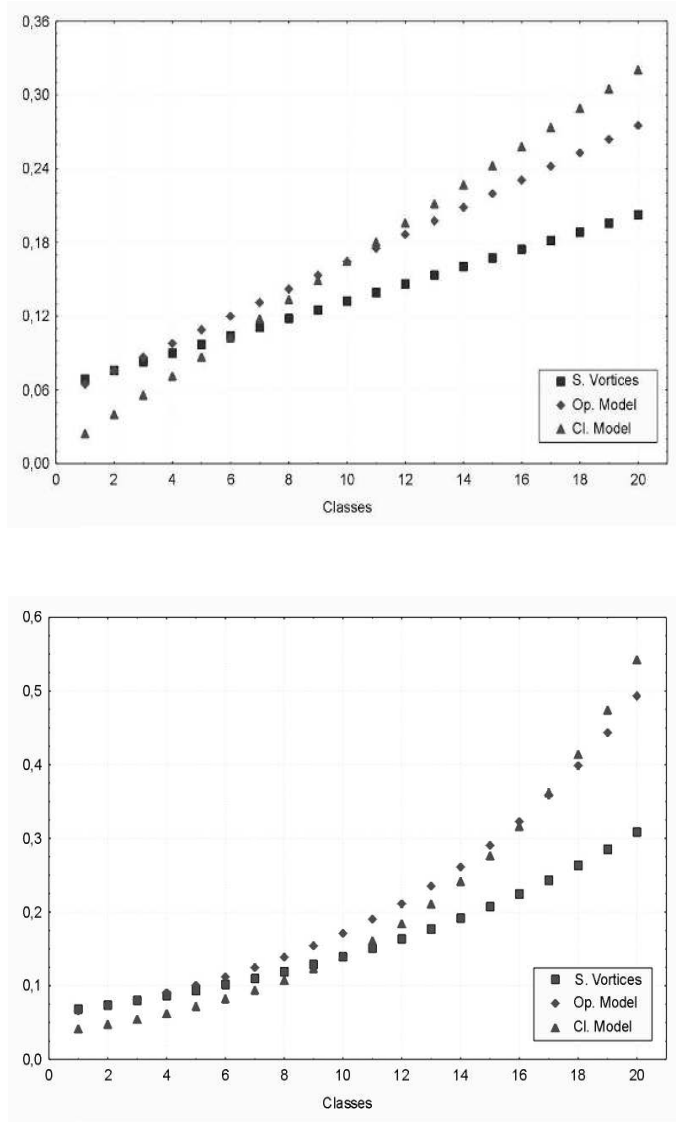 0,36
0,30
0,24
0,18
0,12
0,06
0,00
0 2 4 6 8 10 12 14 16 18 20
Classes
S. Vortices
Op. Model
Cl. Model
0,6
0,5
0,4
0,3
0,2
0,1
0,0
0 2 4 6 8 10 12 14 16 18 20
Classes
S. Vortices
Op. Model
Cl. Model